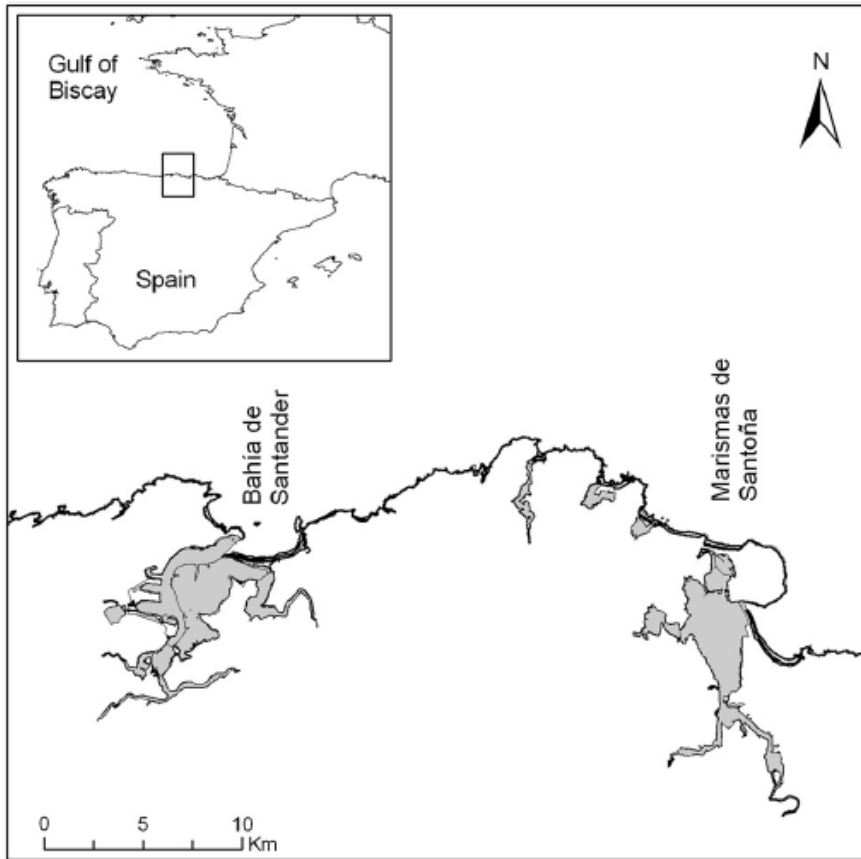 Gulf of
Biscay
N
Spain
Bahía de
Santander
Marismas de
Santoña
0 5 10
Km